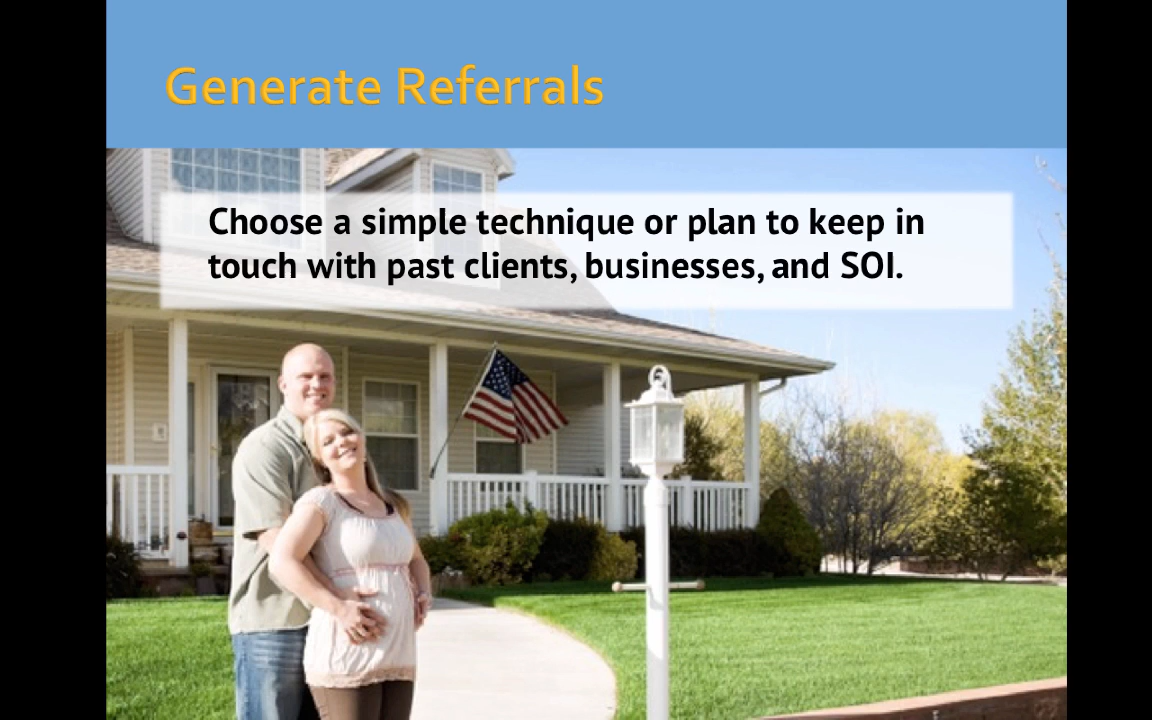 Generate Referrals
Choose a simple technique or plan to keep in
touch with past clients, businesses, and SOI.